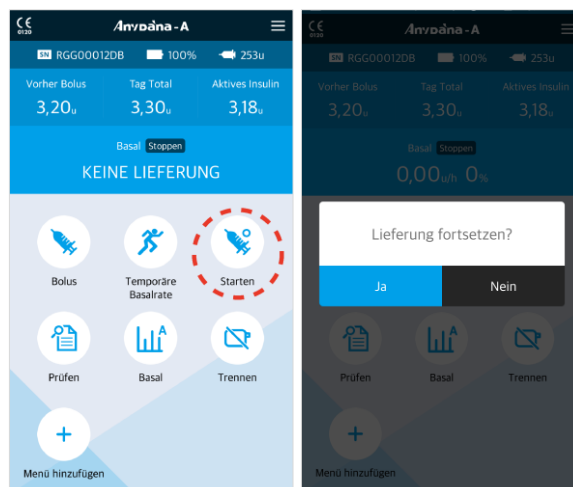 CE
0120
AnyDana-A
SN RGG00012DB 100% 253u
Vorher Bolus Tag Total Aktives Insulin
3,20u 3,30u 3,18u
Basal Stoppen
KEINE LIEFERUNG
Bolus Temporäre Basalrate Starten
Prüfen Basal Trennen
Menü hinzufügen
CE
0120
AnyDana-A
SN RGG00012DB 100% 253u
Vorher Bolus Tag Total Aktives Insulin
3,20u 3,30u 3,18u
Basal Stoppen
0,00u/h 0%
Lieferung fortsetzen?
Ja Nein
Prüfen Basal Trennen
Menü hinzufügen